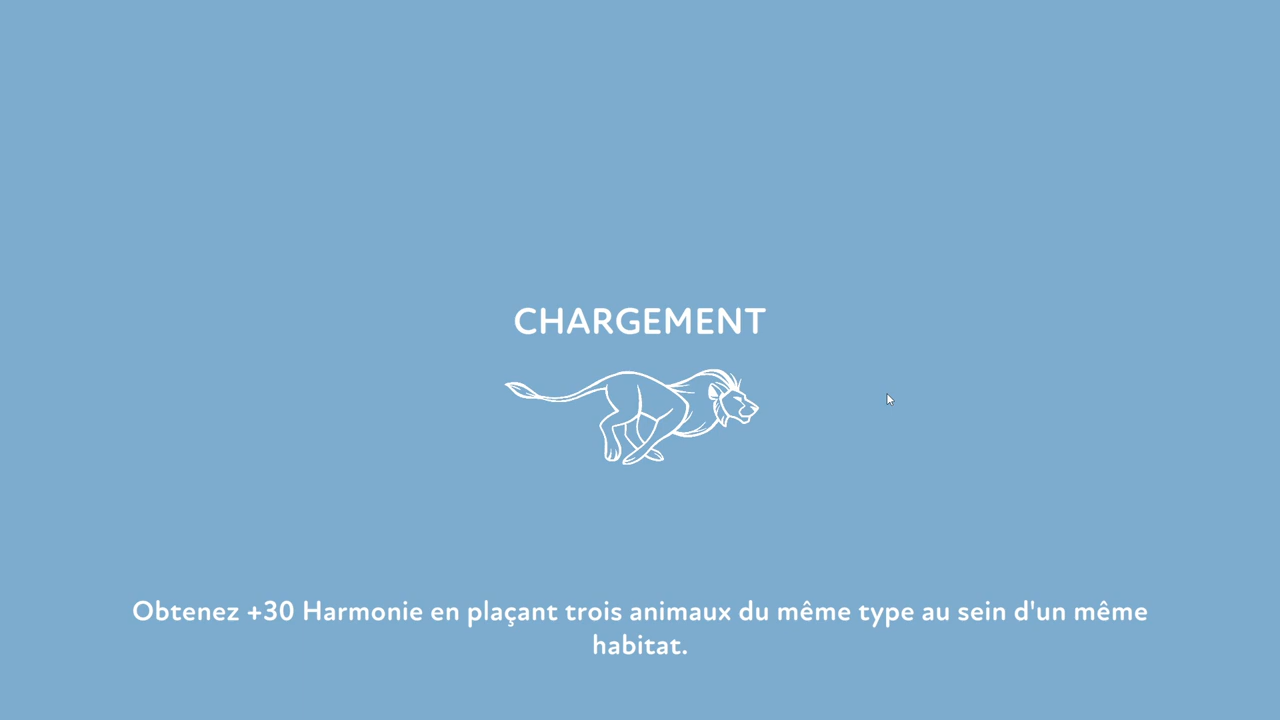 CHARGEMENT
Obtenez +30 Harmonie en plaçant trois animaux du même type au sein d'un même
habitat.